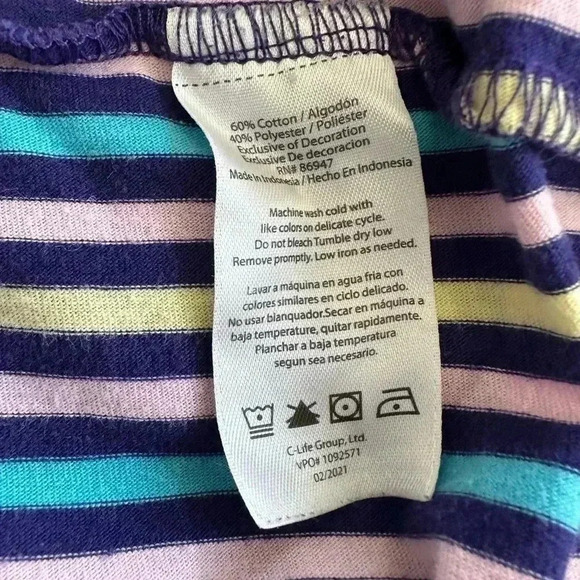 60% Cotton / Algodón
40% Polyester / Poliéster
Exclusive of Decoration
Exclusive De decoracion
RN# 86947
Made in Indonesia / Hecho En Indonesia
Machine wash cold with
like colors on delicate cycle.
Do not bleach Tumble dry low
Remove promptly. Low iron as needed.
Lavar a máquina en agua fria con
colores similares en ciclo delicado.
No usar blanquador.Secar en máquina a
baja temperature, quitar rapidamente.
Planchar a baja temperatura
segun sea necesario.
C-Life Group, Ltd.
VPO# 1092571
02/2021